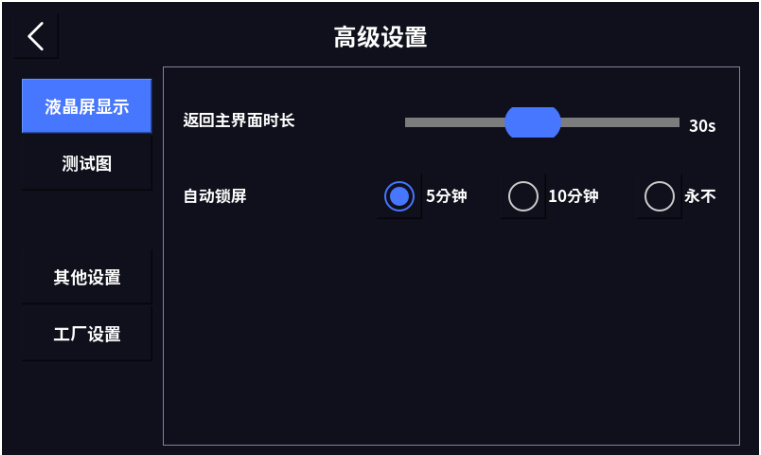 高级设置
液晶屏显示
测试图
其他设置
工厂设置
返回主界面时长 30s
自动锁屏 5分钟 10分钟 永不